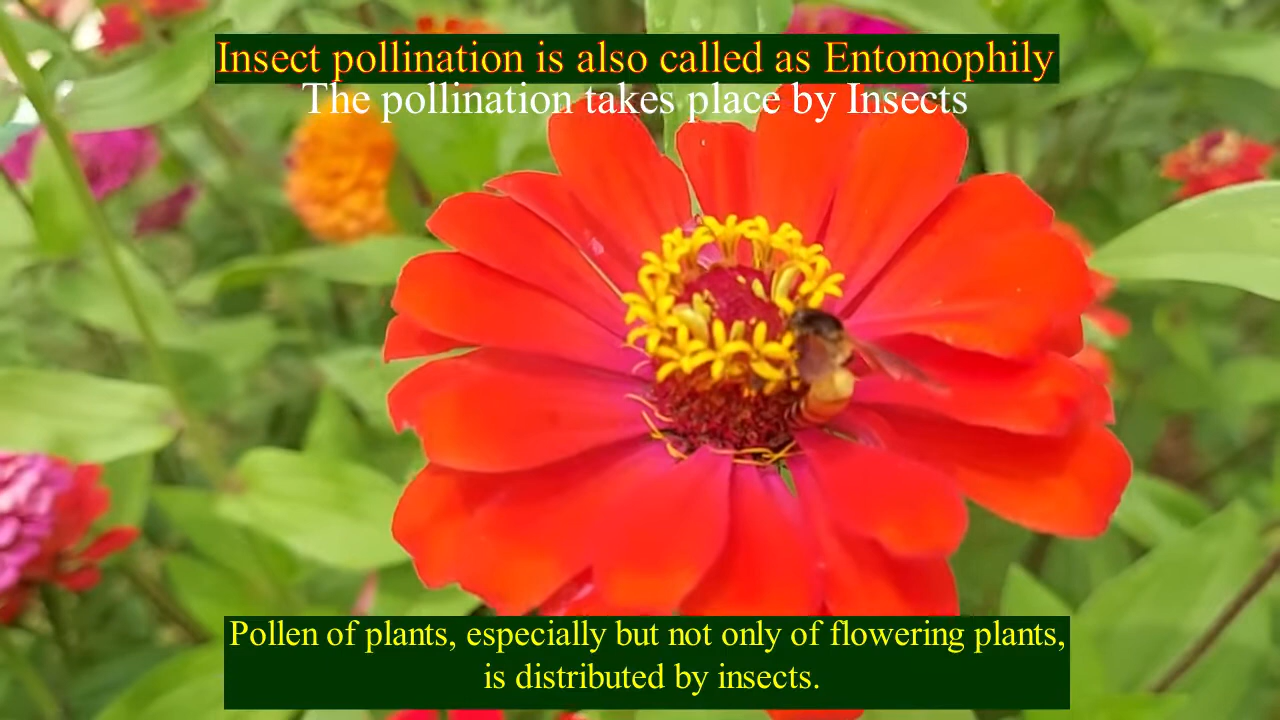 Insect pollination is also called as Entomophily
The pollination takes place by Insects
Pollen of plants, especially but not only of flowering plants,
is distributed by insects.